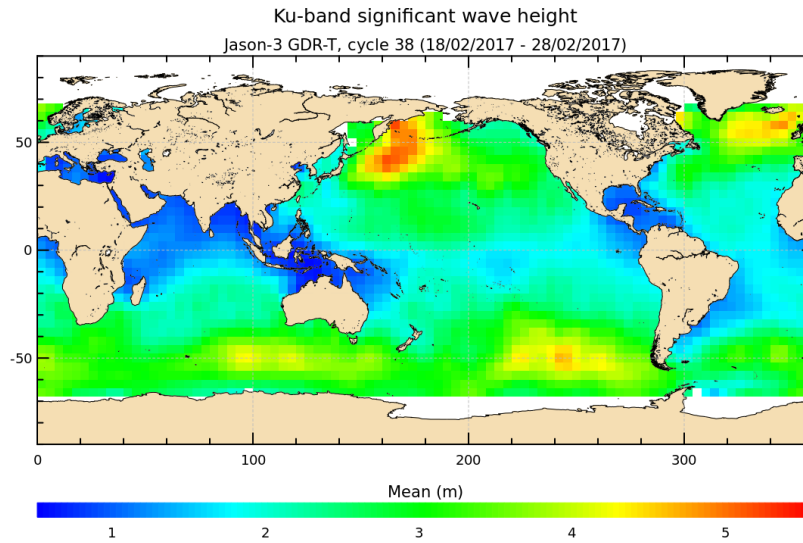 Ku-band significant wave height
Jason-3 GDR-T, cycle 38 (18/02/2017 - 28/02/2017)
50
0
-50
0 100 200 300
Mean (m)
1 2 3 4 5